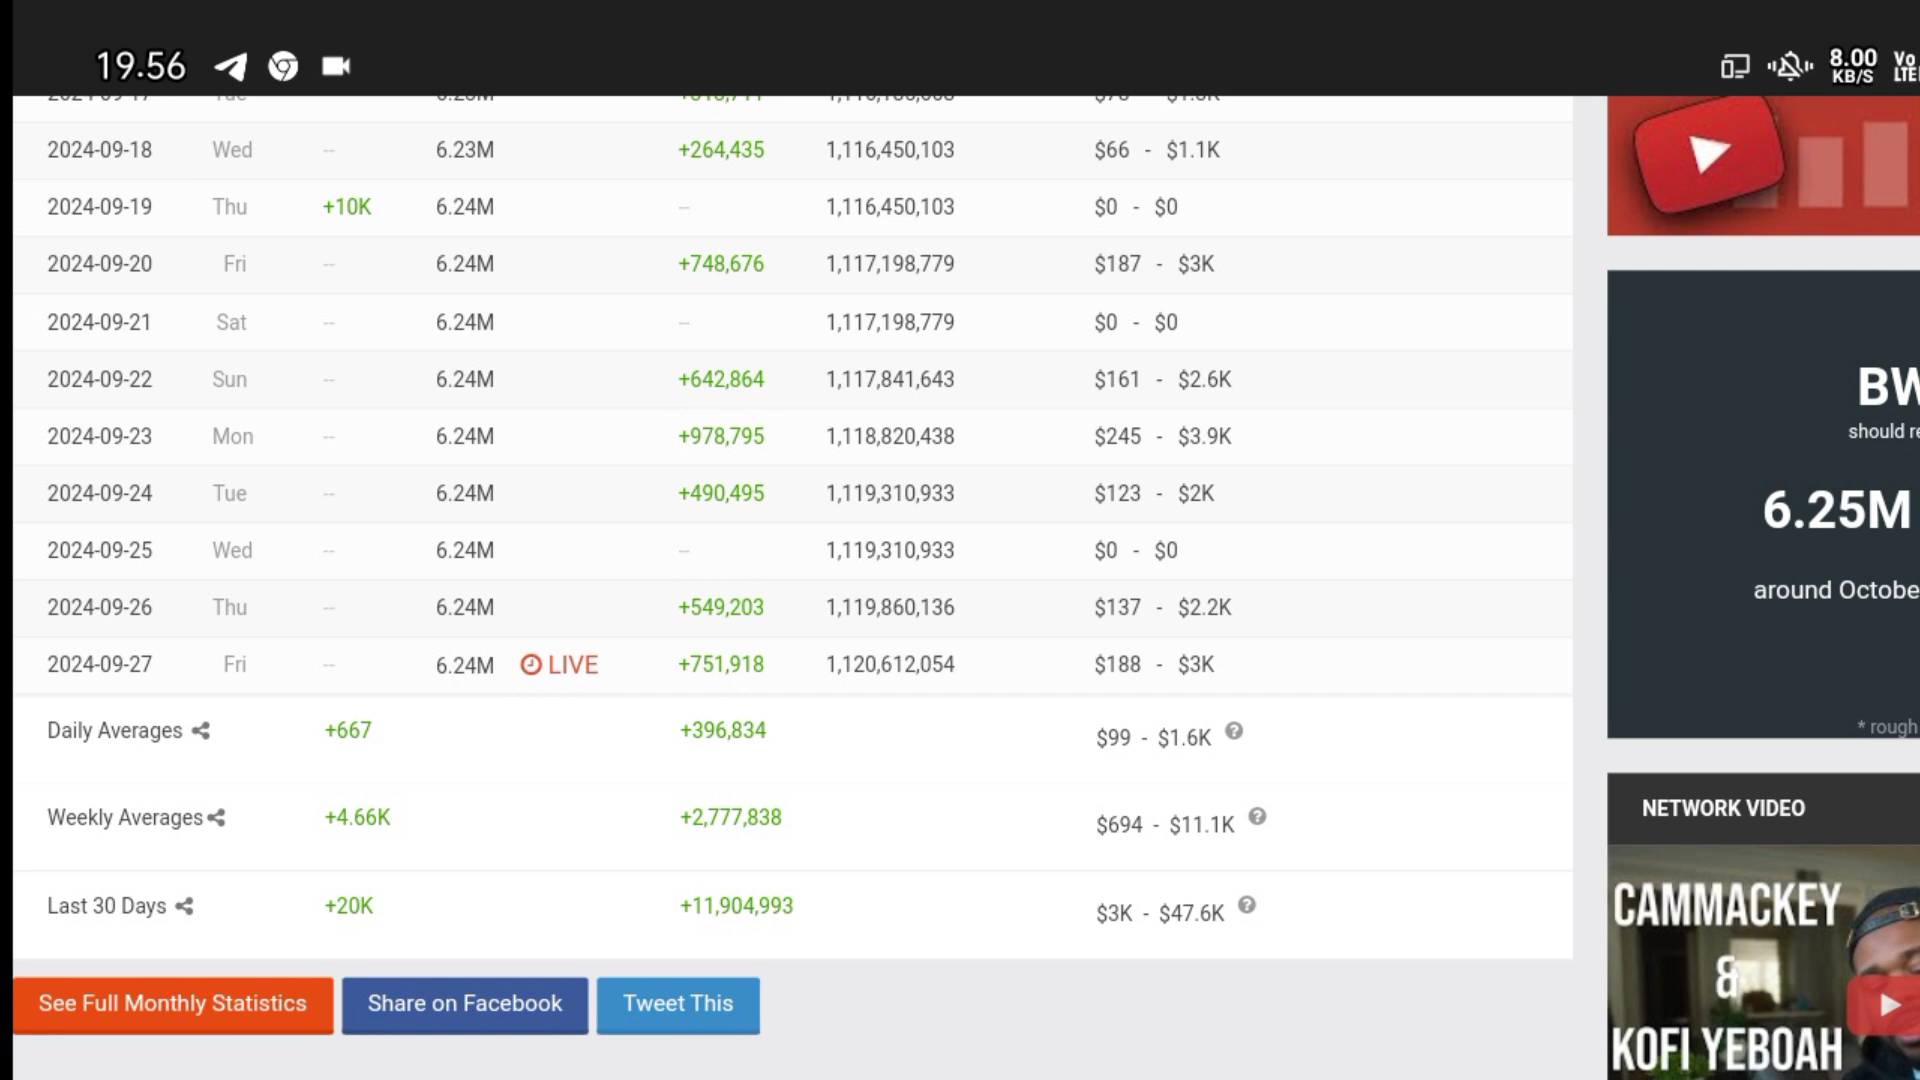 19.56 8.00 KB/S Vo LTE
2024-09-18 Wed -- 6.23M +264,435 1,116,450,103 $66 - $1.1K
2024-09-19 Thu +10K 6.24M -- 1,116,450,103 $0 - $0
2024-09-20 Fri -- 6.24M +748,676 1,117,198,779 $187 - $3K
2024-09-21 Sat -- 6.24M -- 1,117,198,779 $0 - $0
2024-09-22 Sun -- 6.24M +642,864 1,117,841,643 $161 - $2.6K
2024-09-23 Mon -- 6.24M +978,795 1,118,820,438 $245 - $3.9K
2024-09-24 Tue -- 6.24M +490,495 1,119,310,933 $123 - $2K
2024-09-25 Wed -- 6.24M -- 1,119,310,933 $0 - $0
2024-09-26 Thu -- 6.24M +549,203 1,119,860,136 $137 - $2.2K
2024-09-27 Fri -- 6.24M LIVE +751,918 1,120,612,054 $188 - $3K
Daily Averages +667 +396,834 $99 - $1.6K
Weekly Averages +4.66K +2,777,838 $694 - $11.1K
Last 30 Days +20K +11,904,993 $3K - $47.6K
See Full Monthly Statistics Share on Facebook Tweet This
BW
should re
6.25M
around Octobe
* rough
NETWORK VIDEO
CAMMACKEY
&
KOFI YEBOAH